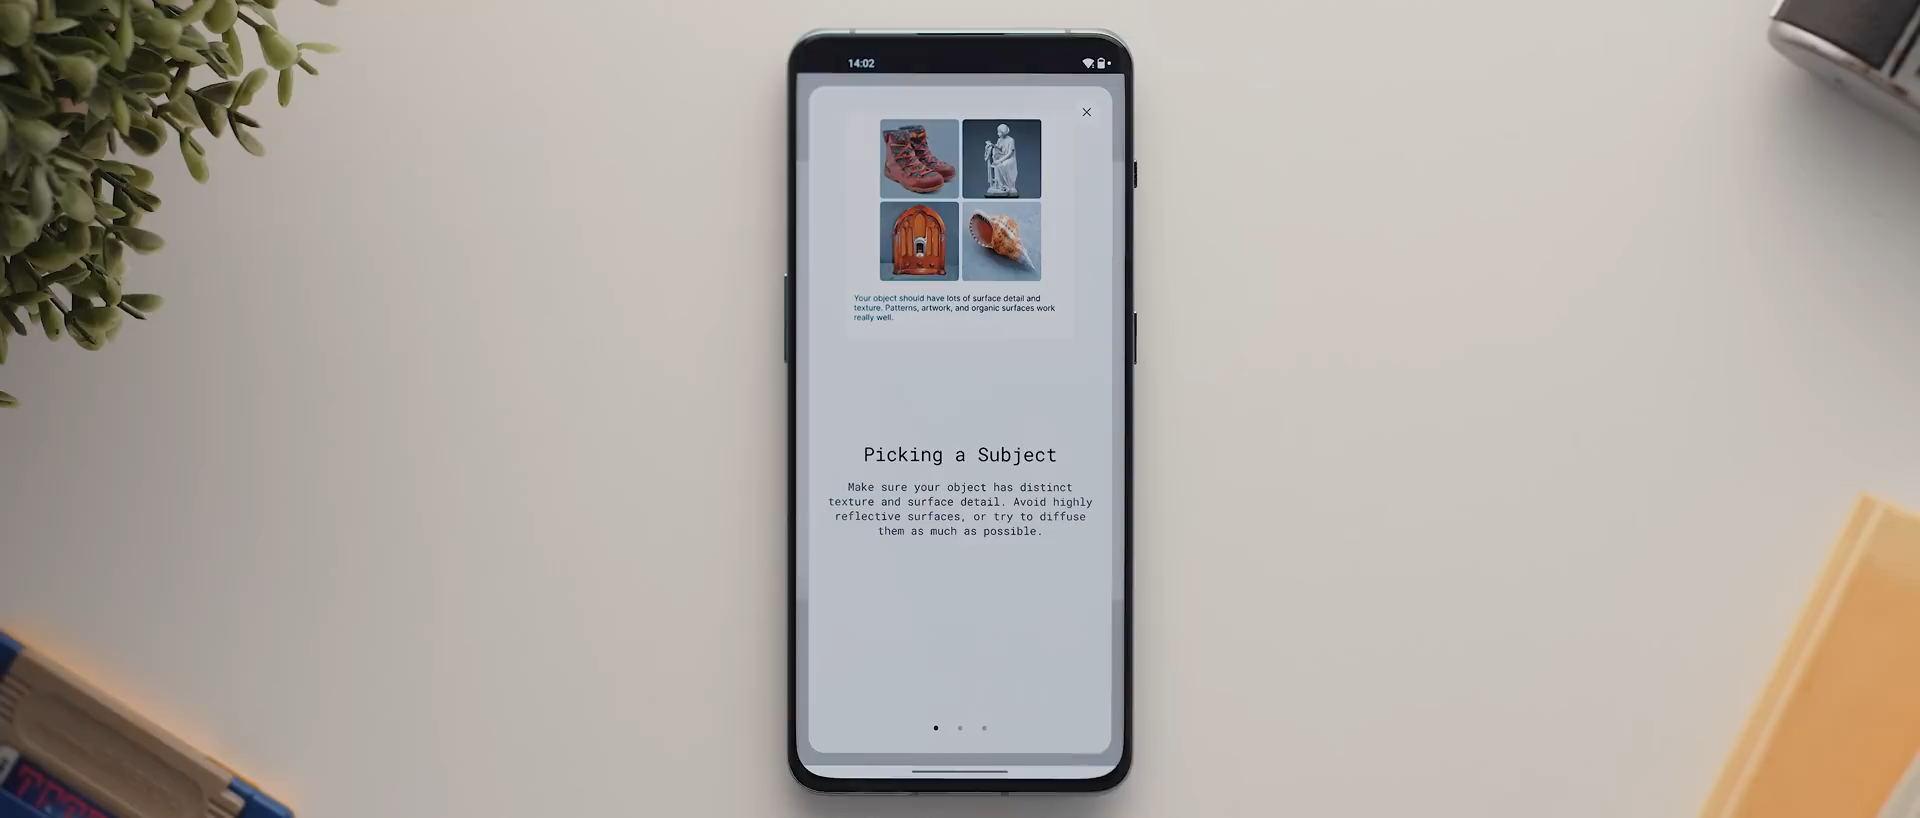 14:02
Your object should have lots of surface detail and
texture. Patterns, artwork, and organic surfaces work
really well.
Picking a Subject
Make sure your object has distinct
texture and surface detail. Avoid highly
reflective surfaces, or try to diffuse
them as much as possible.